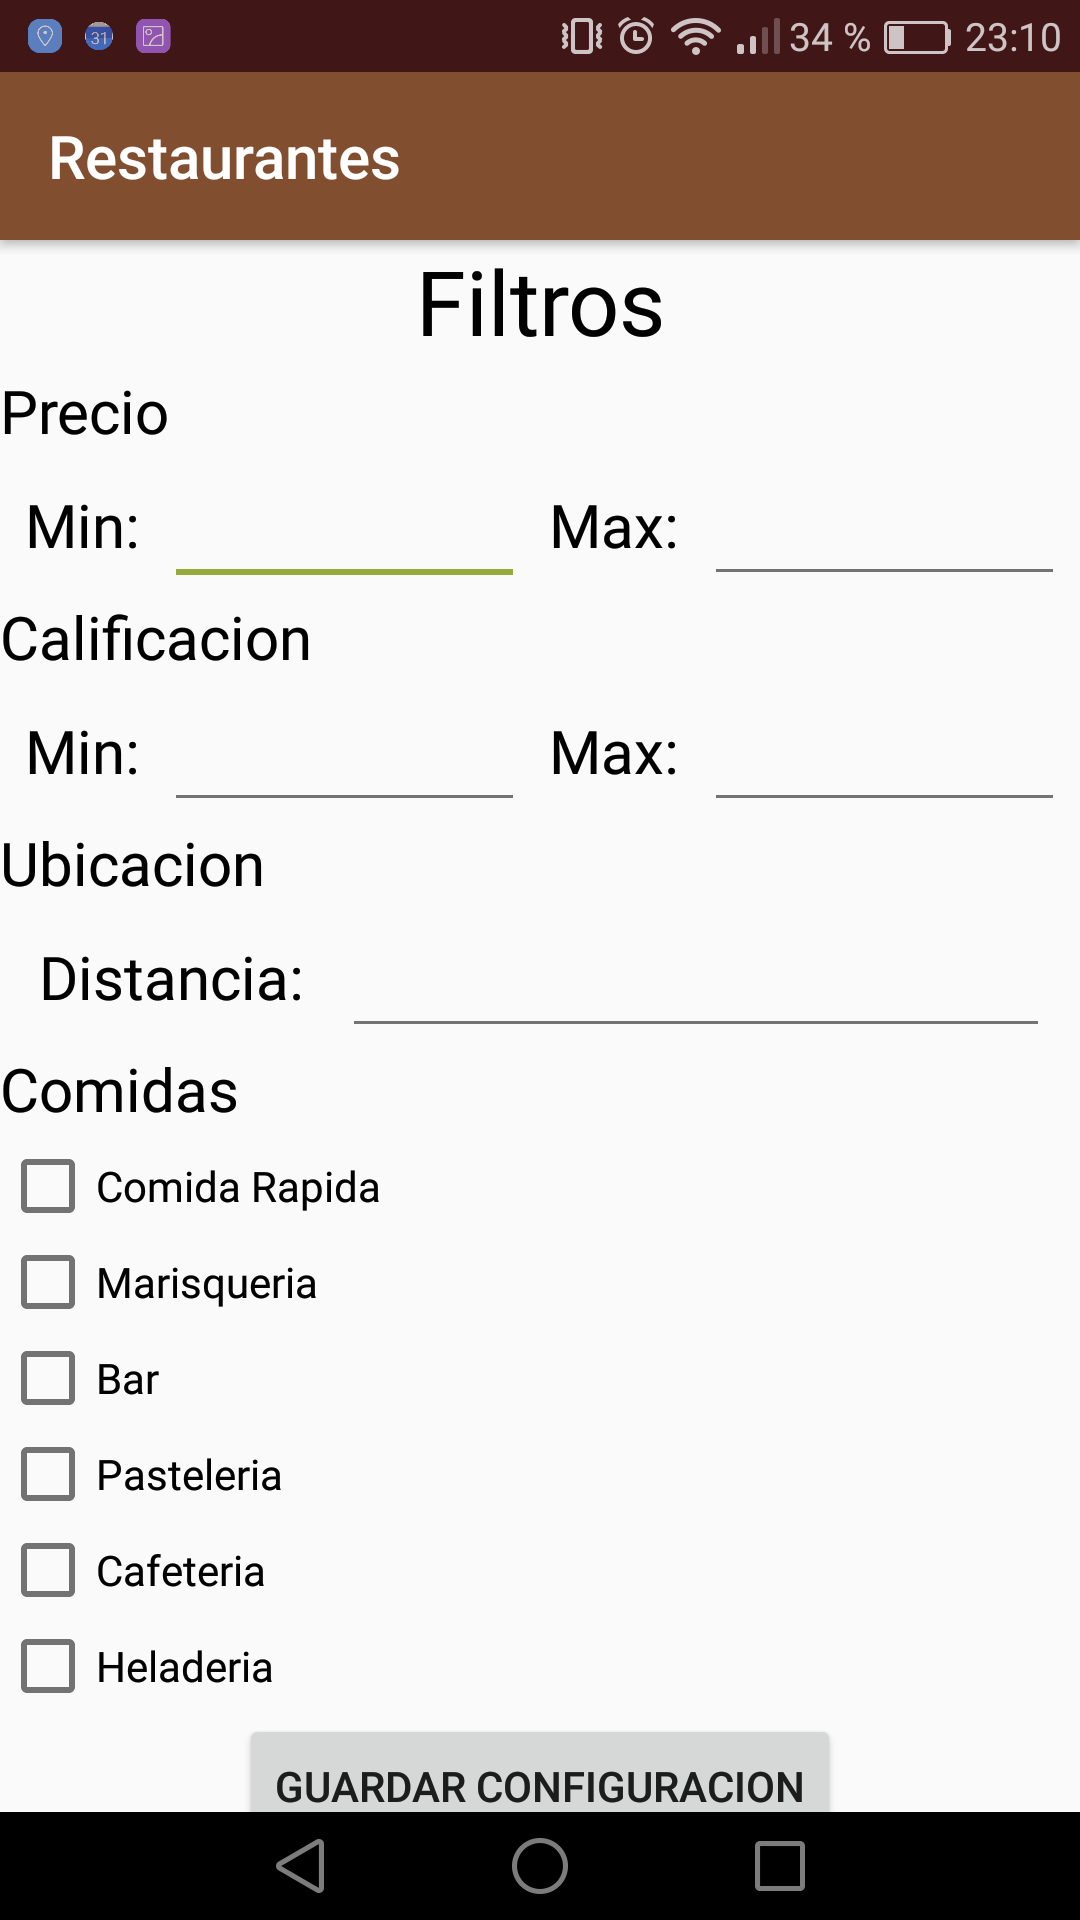 31 34 % 23:10
Restaurantes
Filtros
Precio
Min: Max:
Calificacion
Min: Max:
Ubicacion
Distancia:
Comidas
Comida Rapida
Marisqueria
Bar
Pasteleria
Cafeteria
Heladeria
GUARDAR CONFIGURACION